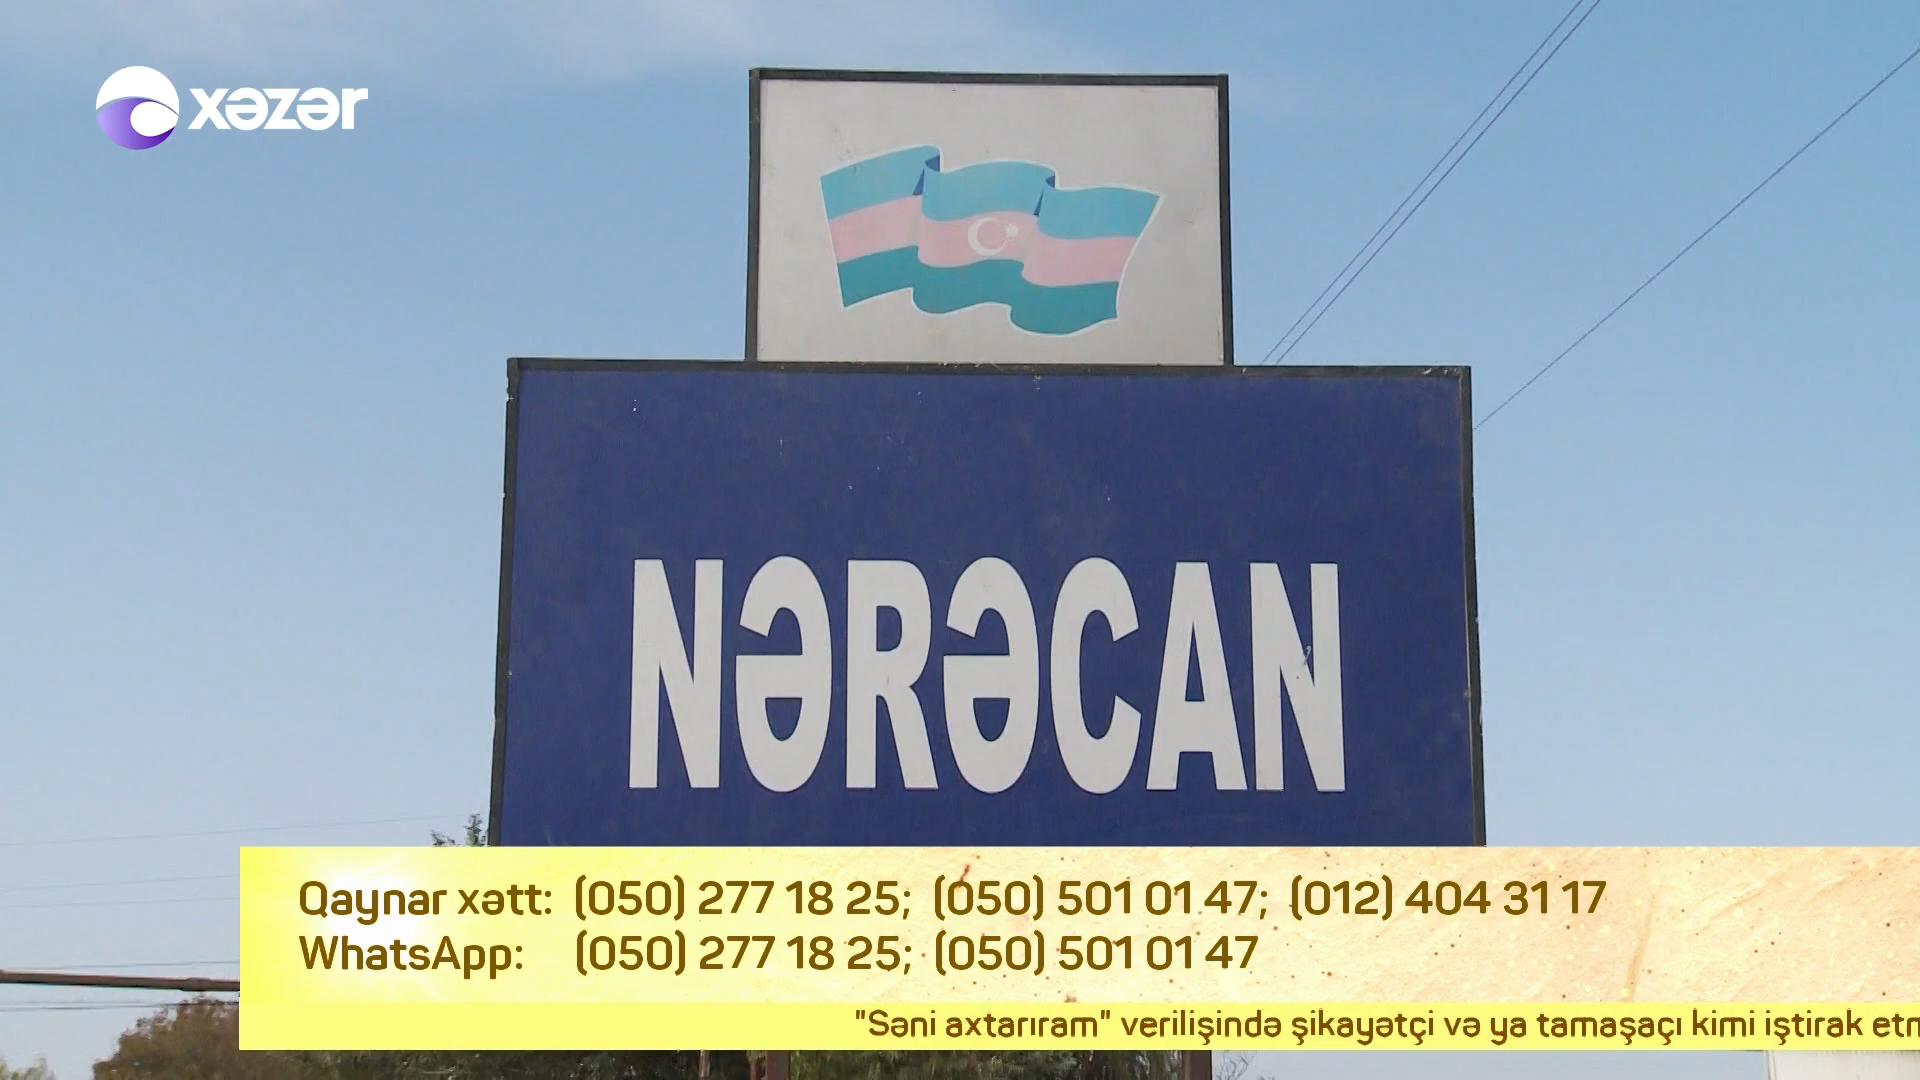 xəzər
NƏRƏCAN
Qaynar xətt: (050) 277 18 25; (050) 501 01 47; (012) 404 31 17
WhatsApp: (050) 277 18 25; (050) 501 01 47
"Səni axtarıram" verilişində şikayətçi və ya tamaşaçı kimi iştirak etm